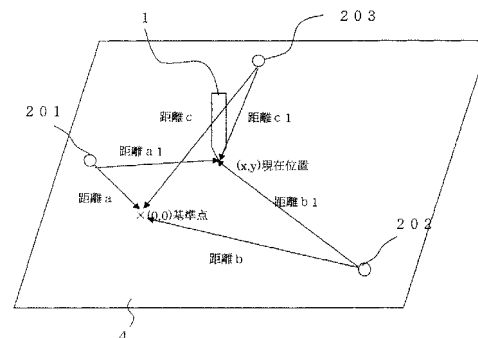 1
203
201
距離c
距離c1
距離a1
(x,y)現在位置
距離a
距離b1
×(0,0)基準点
202
距離b
4